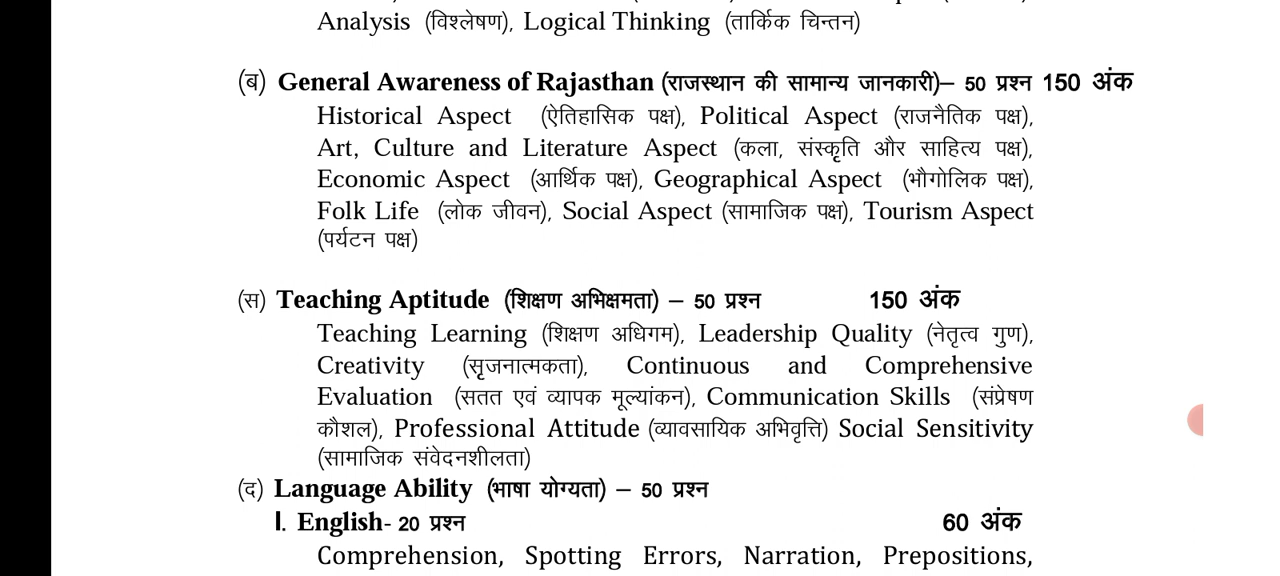 Analysis (विश्लेषण), Logical Thinking (तार्किक चिन्तन)
(ब) General Awareness of Rajasthan (राजस्थान की सामान्य जानकारी)– 50 प्रश्न 150 अंक
Historical Aspect (ऐतिहासिक पक्ष), Political Aspect (राजनैतिक पक्ष),
Art, Culture and Literature Aspect (कला, संस्कृति और साहित्य पक्ष),
Economic Aspect (आर्थिक पक्ष), Geographical Aspect (भौगोलिक पक्ष),
Folk Life (लोक जीवन), Social Aspect (सामाजिक पक्ष), Tourism Aspect
(पर्यटन पक्ष)
(स) Teaching Aptitude (शिक्षण अभिक्षमता) – 50 प्रश्न 150 अंक
Teaching Learning (शिक्षण अधिगम), Leadership Quality (नेतृत्व गुण),
Creativity (सृजनात्मकता), Continuous and Comprehensive
Evaluation (सतत एवं व्यापक मूल्यांकन), Communication Skills (संप्रेषण
कौशल), Professional Attitude (व्यावसायिक अभिवृत्ति) Social Sensitivity
(सामाजिक संवेदनशीलता)
(द) Language Ability (भाषा योग्यता) – 50 प्रश्न
I. English- 20 प्रश्न 60 अंक
Comprehension, Spotting Errors, Narration, Prepositions,